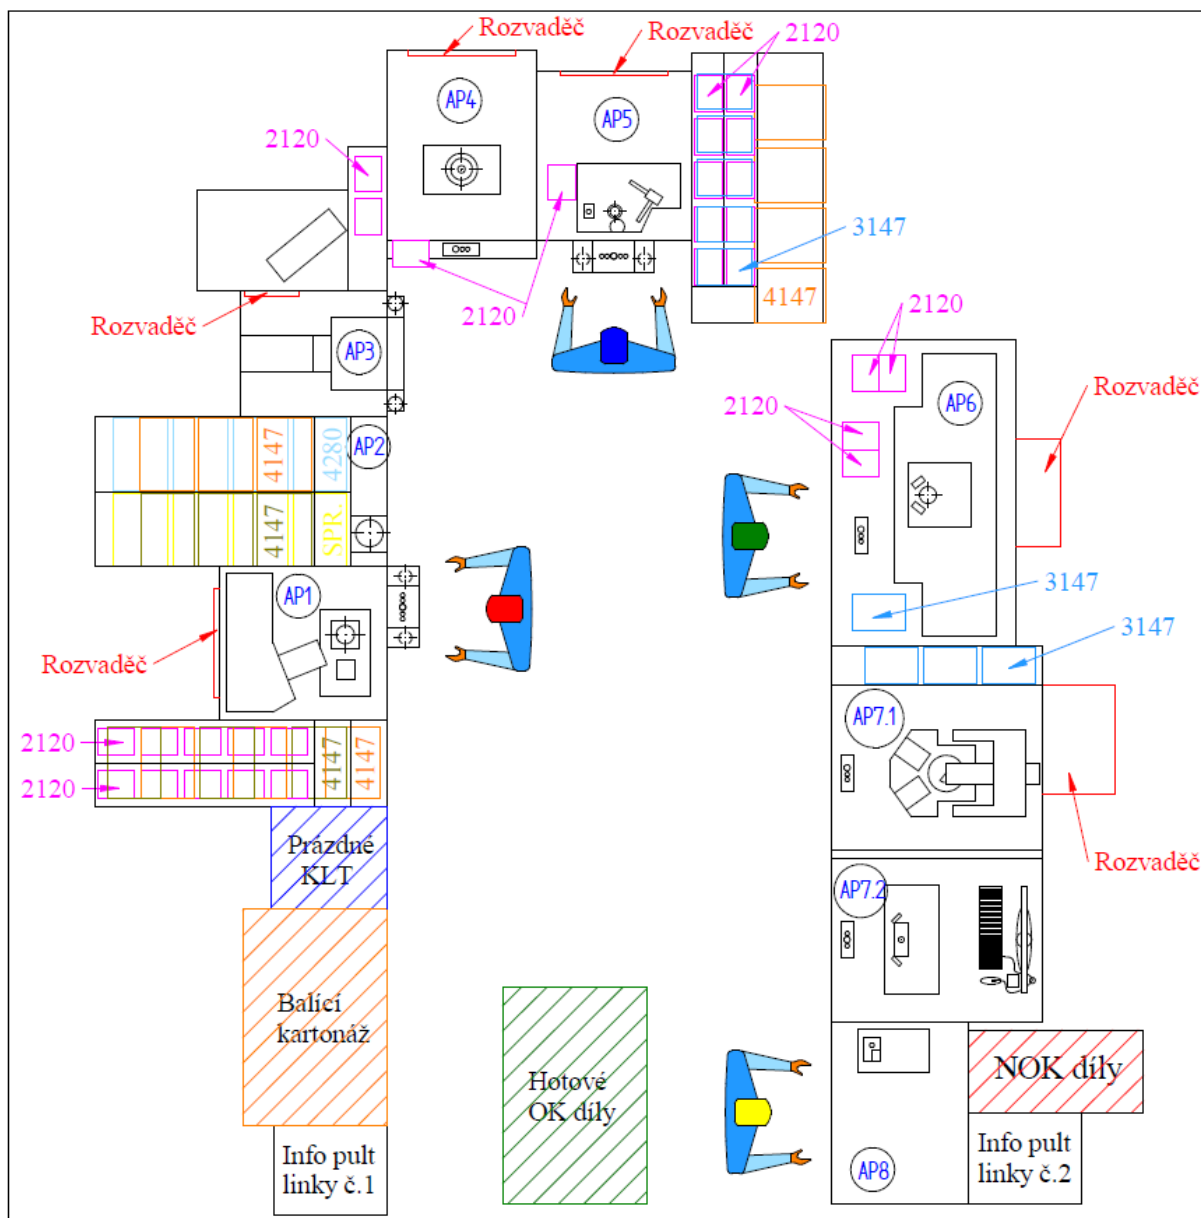 Rozvaděč
Rozvaděč
2120
AP4
AP5
2120
2120
3147
4147
Rozvaděč
2120
AP3
2120
AP6
Rozvaděč
2120
AP2
4147
4280
4147
SPR.
AP1
3147
3147
Rozvaděč
AP7.1
2120
2120
4147
4147
Prázdné
KLT
Rozvaděč
AP7.2
Balící
kartonáž
Hotové
OK díly
NOK díly
Info pult
linky č.1
AP8
Info pult
linky č.2